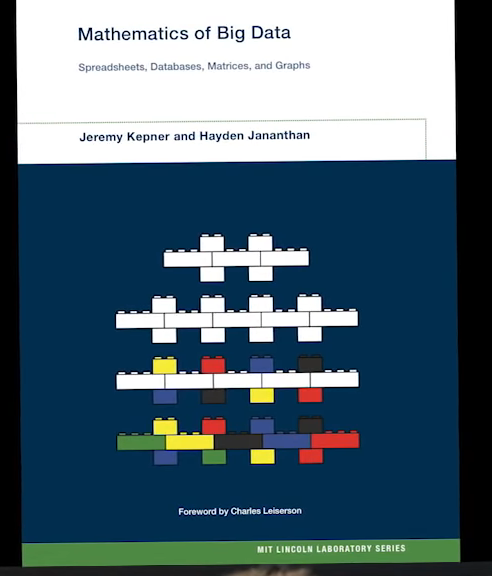 Mathematics of Big Data
Spreadsheets, Databases, Matrices, and Graphs
Jeremy Kepner and Hayden Jananthan
Foreword by Charles Leiserson
MIT LINCOLN LABORATORY SERIES